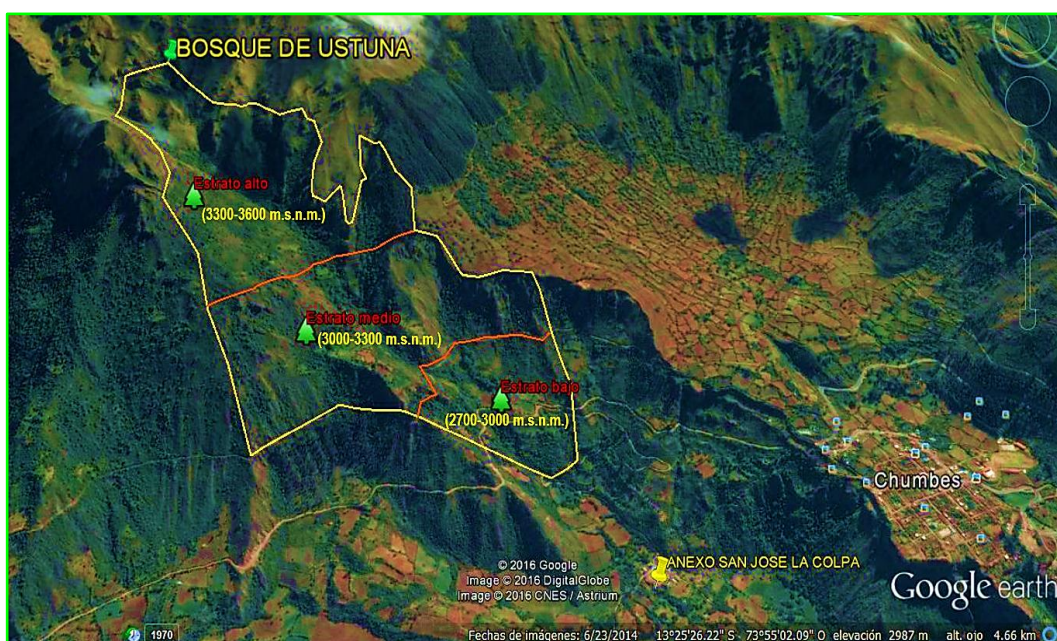 BOSQUE DE USTUNA
Estrato alto
(3300-3600 m.s.n.m.)
Estrato medio
(3000-3300 m.s.n.m.)
Estrato bajo
(2700-3000 m.s.n.m.)
Chumbes
ANEXO SAN JOSE LA COLPA
© 2016 Google
Image © 2016 DigitalGlobe
Image © 2016 CNES / Astrium
Google earth
1970
Fechas de imágenes: 6/23/2014 13°25'26.22" S 73°55'02.09" O elevación 2987 m alt. ojo 4.66 km